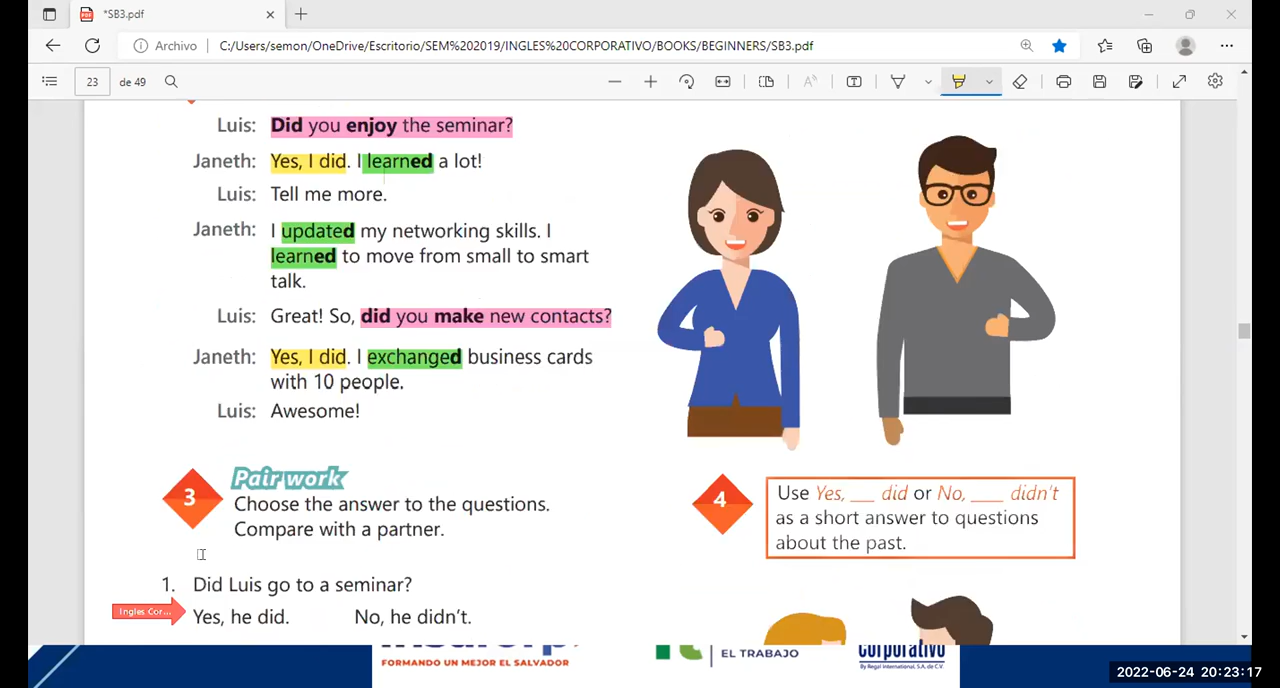 *SB3.pdf
Archivo C:/Users/semon/OneDrive/Escritorio/SEM%202019/INGLES%20CORPORATIVO/BOOKS/BEGINNERS/SB3.pdf
23 de 49
Luis: Did you enjoy the seminar?
Janeth: Yes, I did. I learned a lot!
Luis: Tell me more.
Janeth: I updated my networking skills. I
learned to move from small to smart
talk.
Luis: Great! So, did you make new contacts?
Janeth: Yes, I did. I exchanged business cards
with 10 people.
Luis: Awesome!
3 Pair work
Choose the answer to the questions.
Compare with a partner.
4 Use Yes, __ did or No, ___ didn't
as a short answer to questions
about the past.
1. Did Luis go to a seminar?
Ingles Cor...
Yes, he did. No, he didn't.
FORMANDO UN MEJOR EL SALVADOR
EL TRABAJO
corporativo
By Regal International, S.A. de C.V.
2022-06-24 20:23:17